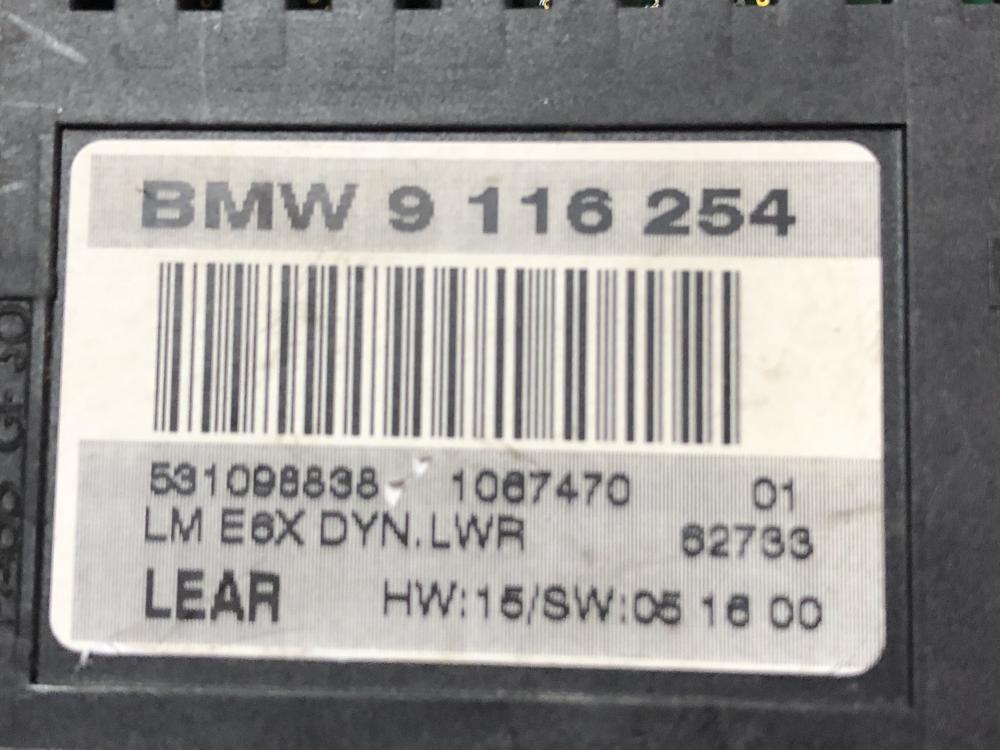 BMW 9 116 254
531098838 1067470 01
LM E6X DYN.LWR 62733
LEAR HW:15/SW:05 16 00